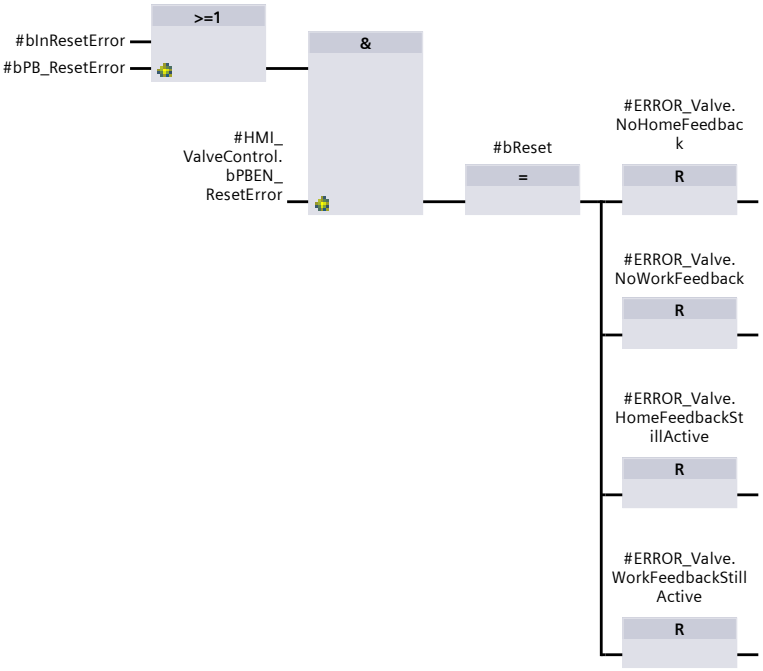 >=1
#bInResetError
#bPB_ResetError
&
#HMI_
ValveControl.
bPBEN_
ResetError
#bReset
=
#ERROR_Valve.
NoHomeFeedbac
k
R
#ERROR_Valve.
NoWorkFeedback
R
#ERROR_Valve.
HomeFeedbackSt
illActive
R
#ERROR_Valve.
WorkFeedbackStill
Active
R